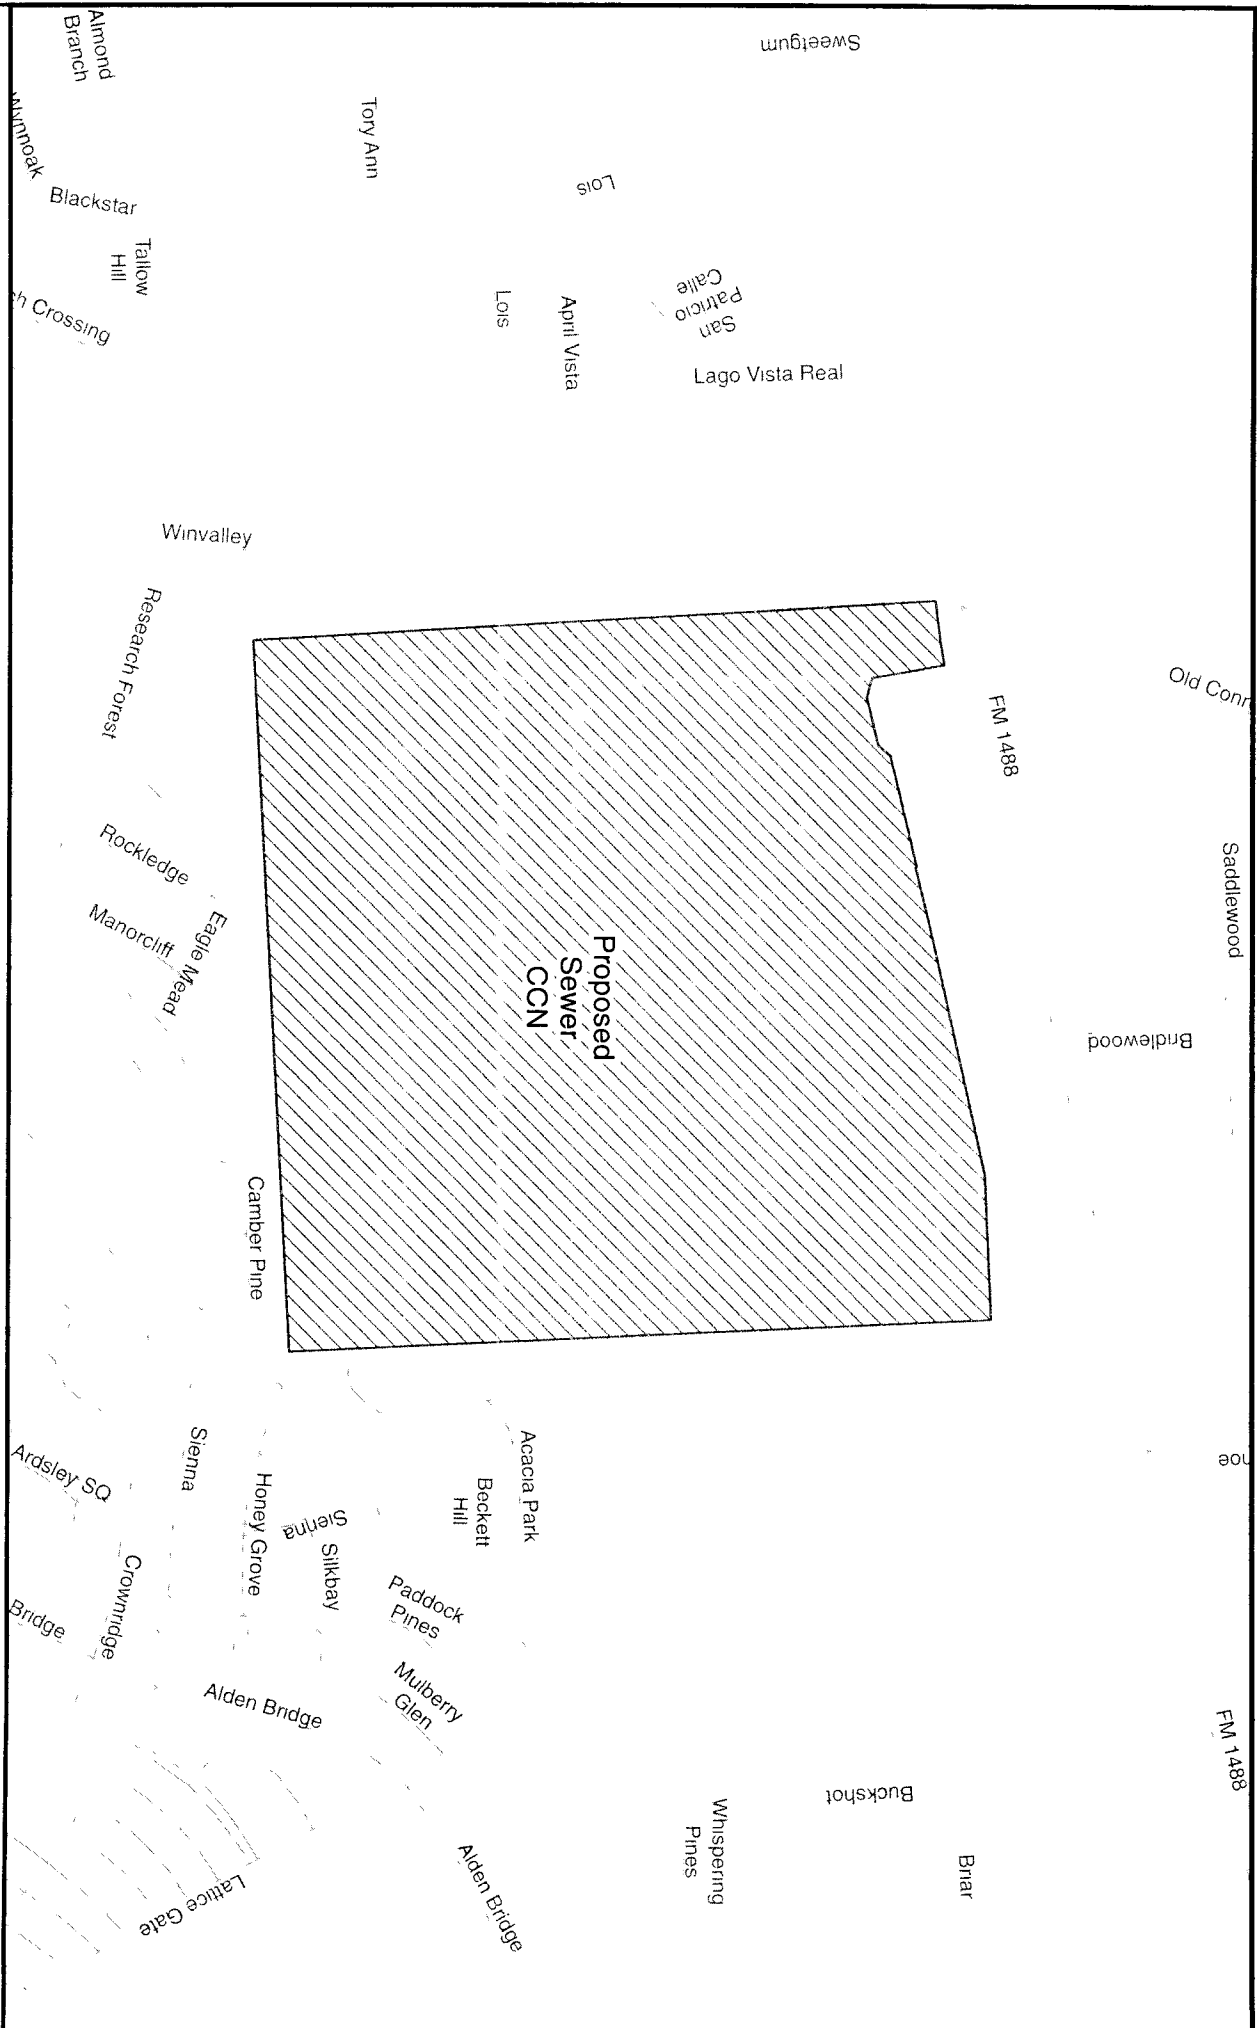 Almond
Branch
Wynnoak
Blackstar
Tallow
Hill
h Crossing
Tory Ann
Lois
Lois
April Vista
San
Patricio
Calle
Lago Vista Real
Sweetgum
Winvalley
Research Forest
Rockledge
Manorcliff
Eagle Mead
Camber Pine
Proposed
Sewer
CCN
FM 1488
Old Conr
Saddlewood
Bridlewood
noe
Ardsley SQ
Sienna
Honey Grove
Sienna
Silkbay
Beckett
Hill
Acacia Park
Paddock
Pines
Mulberry
Glen
Crownridge
Bridge
Alden Bridge
Lattice Gate
Alden Bridge
Whispering
Pines
Buckshot
Briar
FM 1488